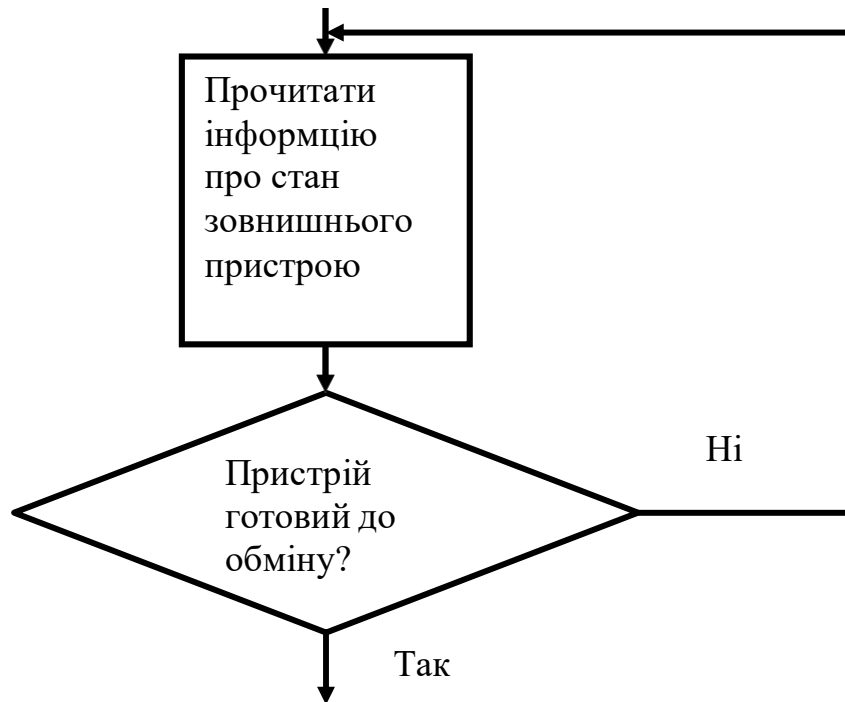 Прочитати
інформцію
про стан
зовнишнього
пристрою
Ні
Пристрій
готовий до
обміну?
Так